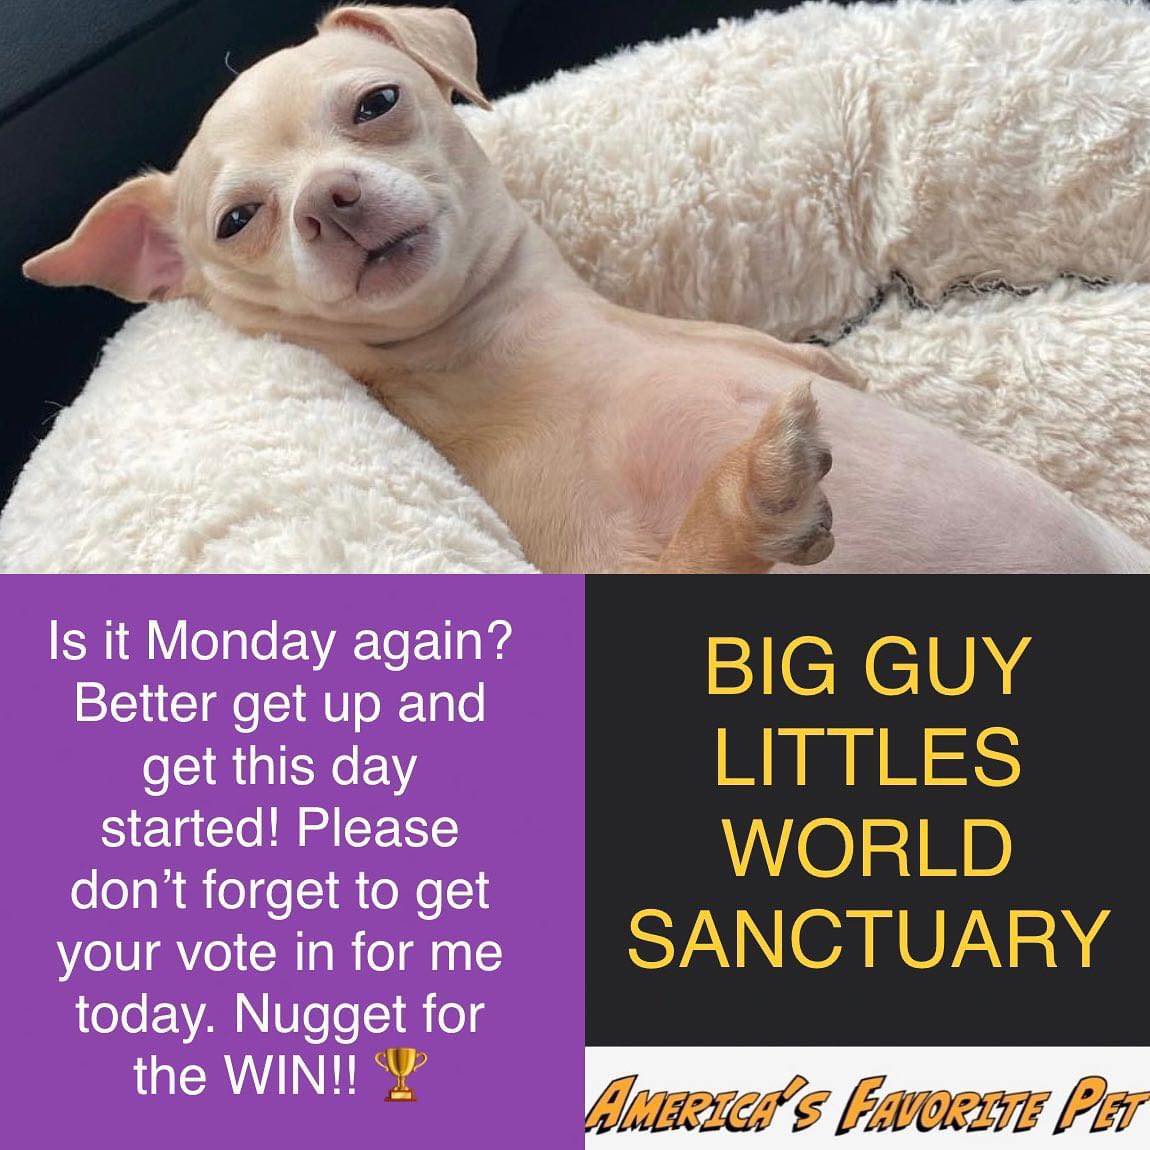 Is it Monday again?
Better get up and
get this day
started! Please
don’t forget to get
your vote in for me
today. Nugget for
the WIN!! 🏆
BIG GUY
LITTLES
WORLD
SANCTUARY
AMERICA'S FAVORITE PET